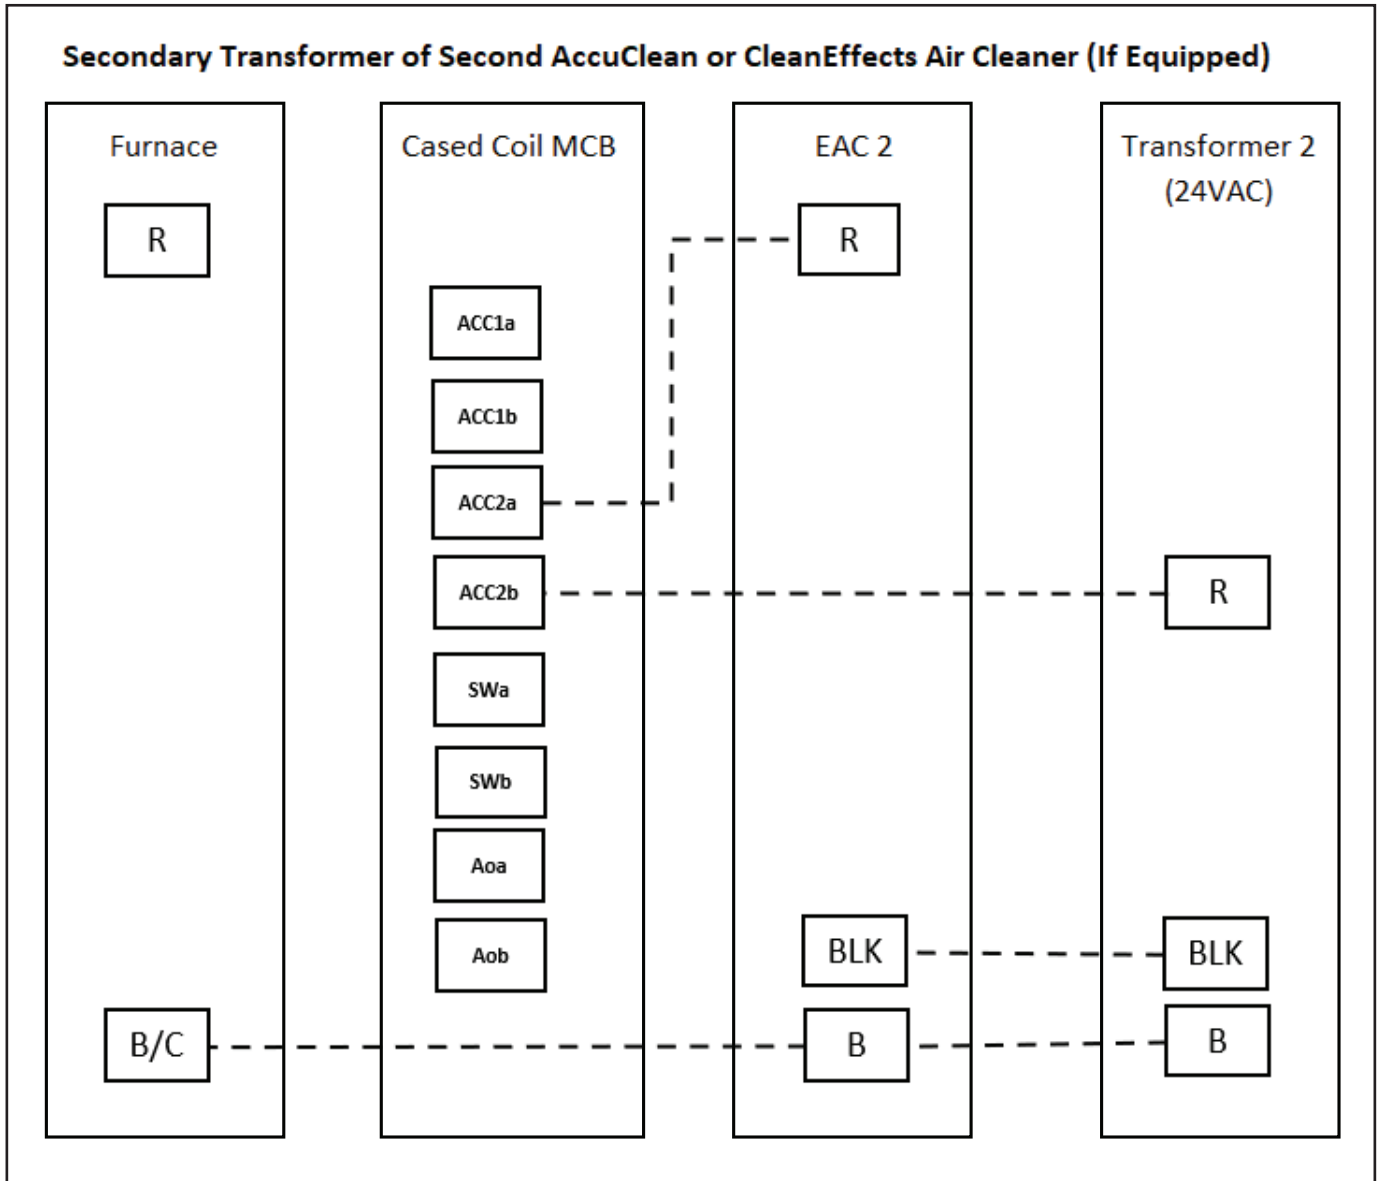 Secondary Transformer of Second AccuClean or CleanEffects Air Cleaner (If Equipped)
Furnace
R
B/C
Cased Coil MCB
ACC1a
ACC1b
ACC2a
ACC2b
SWa
SWb
Aoa
Aob
EAC 2
R
BLK
B
Transformer 2
(24VAC)
R
BLK
B